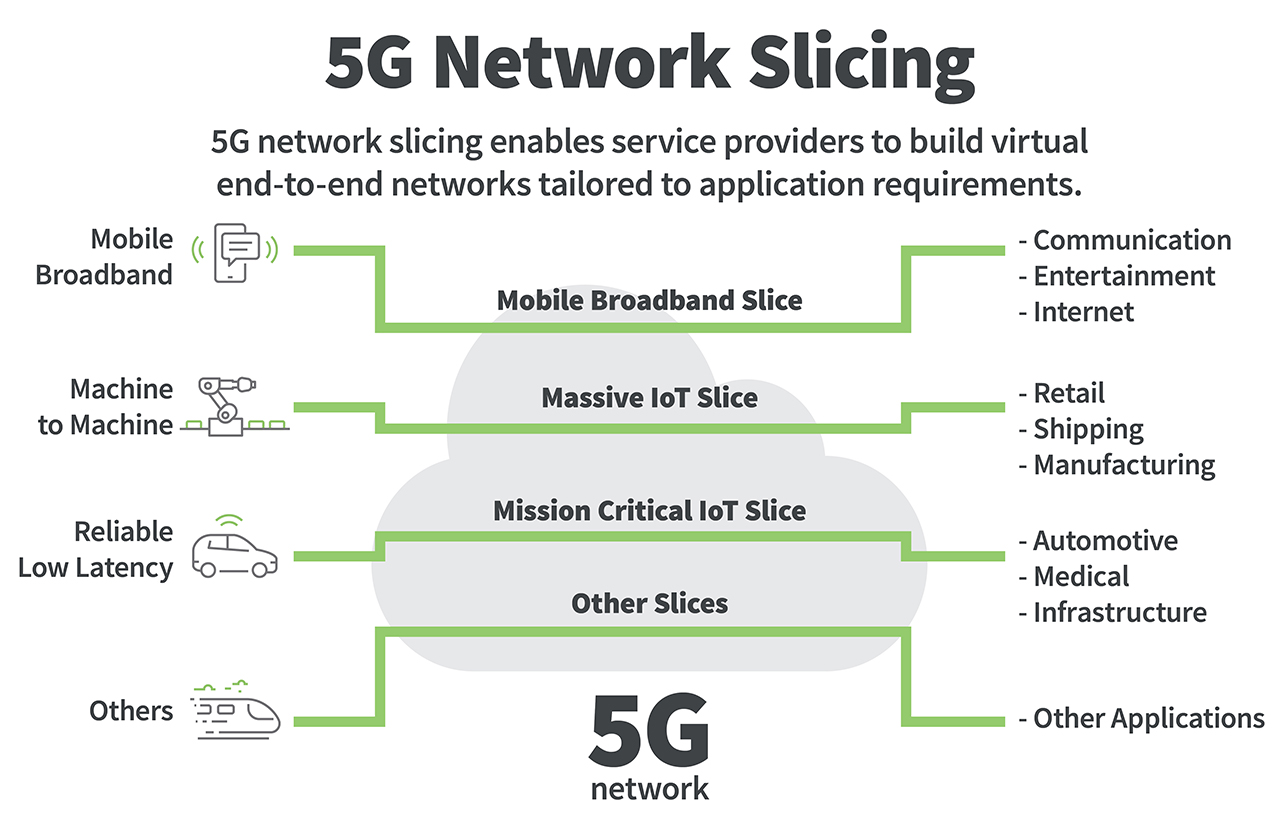 5G Network Slicing
5G network slicing enables service providers to build virtual
end-to-end networks tailored to application requirements.
Mobile
Broadband
Mobile Broadband Slice
- Communication
- Entertainment
- Internet
Machine
to Machine
Massive IoT Slice
- Retail
- Shipping
- Manufacturing
Reliable
Low Latency
Mission Critical IoT Slice
- Automotive
- Medical
- Infrastructure
Others
Other Slices
- Other Applications
5G
network